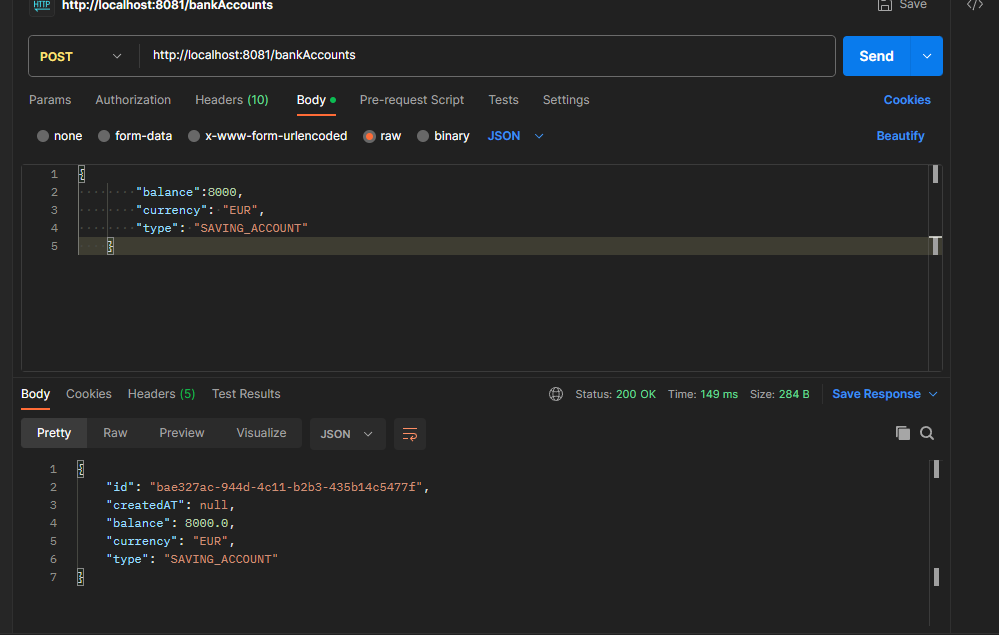 HTTP http://localhost:8081/bankAccounts Save </>
POST http://localhost:8081/bankAccounts Send
Params Authorization Headers (10) Body Pre-request Script Tests Settings Cookies
none form-data x-www-form-urlencoded raw binary JSON Beautify
1 {
2 "balance":8000,
3 "currency": "EUR",
4 "type": "SAVING_ACCOUNT"
5 }
Body Cookies Headers (5) Test Results Status: 200 OK Time: 149 ms Size: 284 B Save Response
Pretty Raw Preview Visualize JSON
1 {
2 "id": "bae327ac-944d-4c11-b2b3-435b14c5477f",
3 "createdAT": null,
4 "balance": 8000.0,
5 "currency": "EUR",
6 "type": "SAVING_ACCOUNT"
7 }